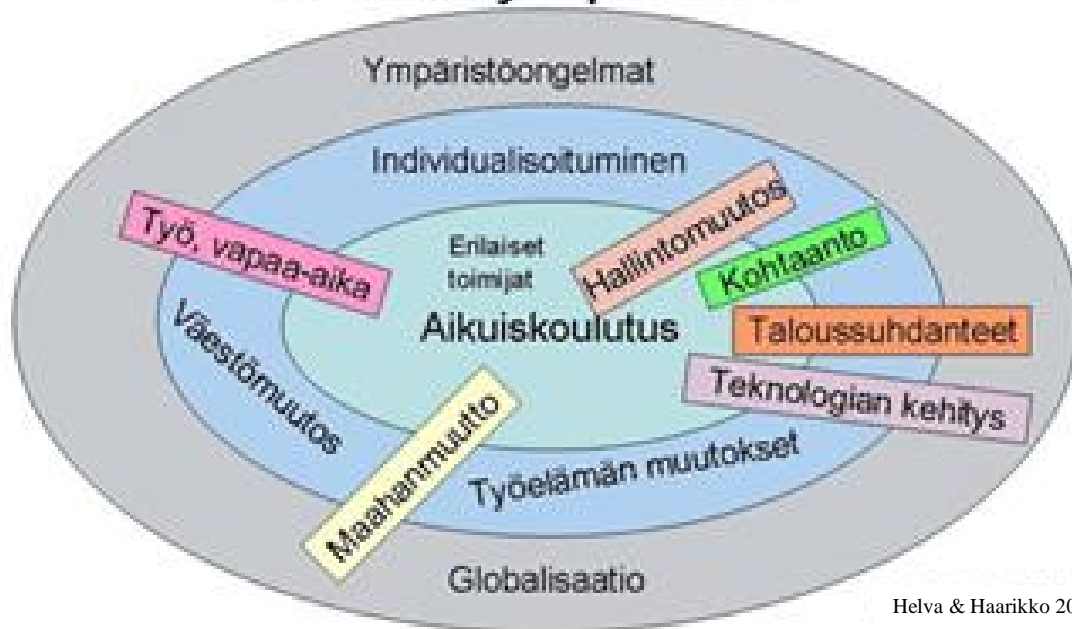 Ympäristöongelmat
Individualisoituminen
Työ, vapaa-aika
Erilaiset
toimijat
Hallintomuutos
Kohtaanto
Aikuiskoulutus
Taloussuhdanteet
Teknologian kehitys
Väestömuutos
Maahanmuutto
Työelämän muutokset
Globalisaatio
Helva & Haarikko 20